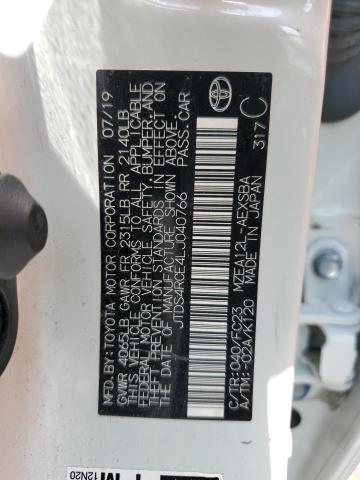 MFD.BY: TOYOTA MOTOR CORPORATION 07/19
GVWR 4065LB GAWR FR 2315LB RR 2140LB
THIS VEHICLE CONFORMS TO ALL APPLICABLE
FEDERAL MOTOR VEHICLE SAFETY, BUMPER, AND
THEFT PREVENTION STANDARDS IN EFFECT ON
THE DATE OF MANUFACTURE SHOWN ABOVE.
JTDS4RCE4LJ040766 PASS.CAR
C/TR:040/FC23 MZEA12L-AEXSBA
A/TM:-02A/K120 MADE IN JAPAN 317 C
12N20